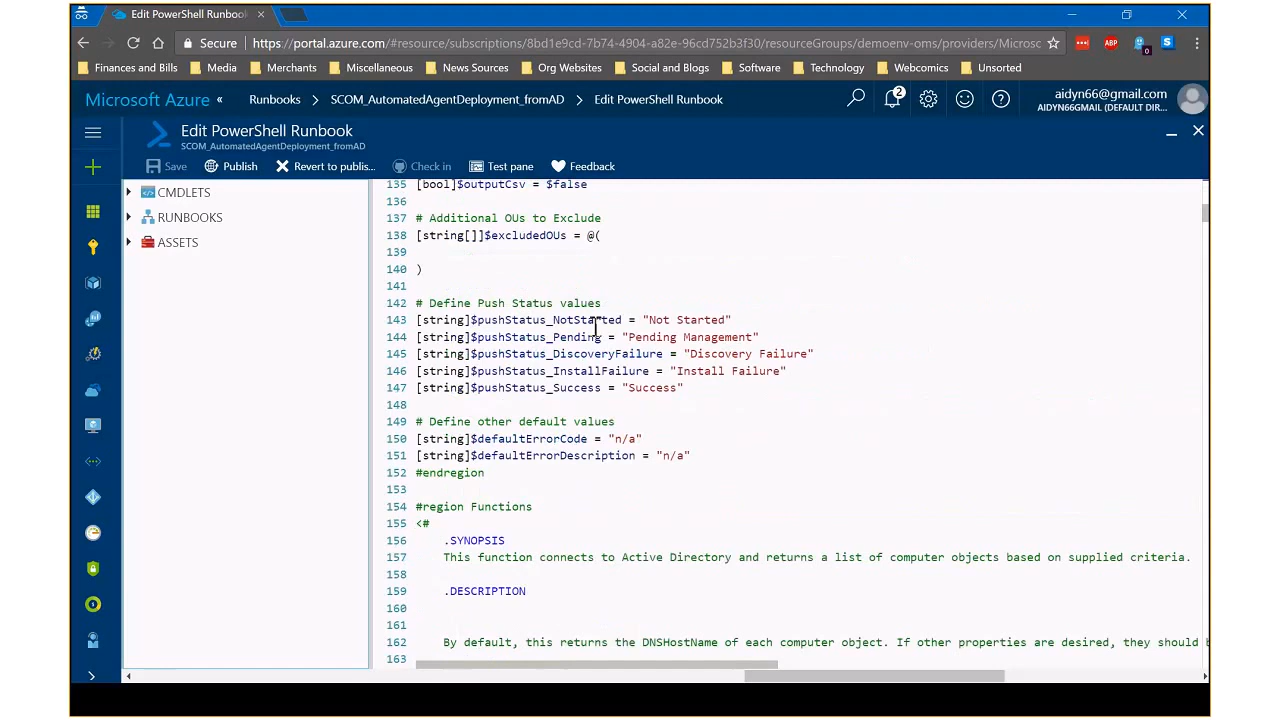 Edit PowerShell Runboo
Secure
https://portal.azure.com/#resource/subscriptions/8bd1e9cd-7b74-4904-a82e-96cd752b3f30/resourceGroups/demoenv-oms/providers/Microsc
ABP
0
S
Finances and Bills
Media
Merchants
Miscellaneous
News Sources
Org Websites
Social and Blogs
Software
Technology
Webcomics
Unsorted
Microsoft Azure «
Runbooks > SCOM_AutomatedAgentDeployment_fromAD > Edit PowerShell Runbook
2
aidyn66@gmail.com
AIDYN66GMAIL (DEFAULT DIR...
Edit PowerShell Runbook
SCOM_AutomatedAgentDeployment_fromAD
Save
Publish
Revert to publis...
Check in
Test pane
Feedback
CMDLETS
RUNBOOKS
ASSETS
135 [bool]$outputCsv = $false
136
137 # Additional OUs to Exclude
138 [string[]]$excludedOUs = @(
139
140 )
141
142 # Define Push Status values
143 [string]$pushStatus_NotStarted = "Not Started"
144 [string]$pushStatus_Pending = "Pending Management"
145 [string]$pushStatus_DiscoveryFailure = "Discovery Failure"
146 [string]$pushStatus_InstallFailure = "Install Failure"
147 [string]$pushStatus_Success = "Success"
148
149 # Define other default values
150 [string]$defaultErrorCode = "n/a"
151 [string]$defaultErrorDescription = "n/a"
152 #endregion
153
154 #region Functions
155 <#
156 .SYNOPSIS
157 This function connects to Active Directory and returns a list of computer objects based on supplied criteria.
158
159 .DESCRIPTION
160
161
162 By default, this returns the DNSHostName of each computer object. If other properties are desired, they should b
163